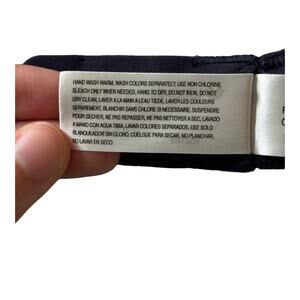 HAND WASH WARM, WASH COLORS SEPARATELY, USE NON CHLORINE
BLEACH ONLY WHEN NEEDED, HANG TO DRY, DO NOT IRON. DO NOT
DRY CLEAN, LAVER A LA MAIN A L'EAU TIEDE, LAVER LES COULEURS
SEPAREMENT. BLANCHIR SANS CHLORE SI NECESSAIRE, SUSPENDRE
POUR SECHER, NE PAS REPASSER, NE PAS NETTOYER A SEC, LAVADO
A MANO CON AGUA TIBIA, LAVAR COLORES SEPARADOS. USE SOLO
BLANQUEADOR SIN CLORO, CUELGUE PARA SECAR, NO PLANCHAR,
NO LAVAR EN SECO.